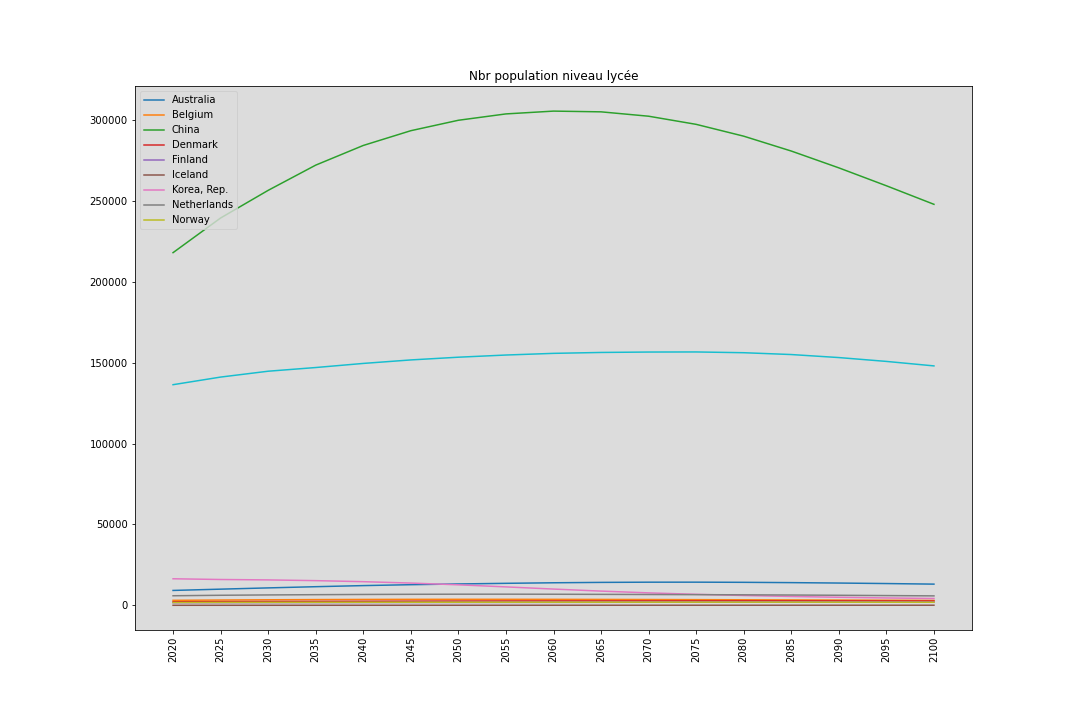 Nbr population niveau lycée
Australia
Belgium
China
Denmark
Finland
Iceland
Korea, Rep.
Netherlands
Norway
300000
250000
200000
150000
100000
50000
0
2020
2025
2030
2035
2040
2045
2050
2055
2060
2065
2070
2075
2080
2085
2090
2095
2100